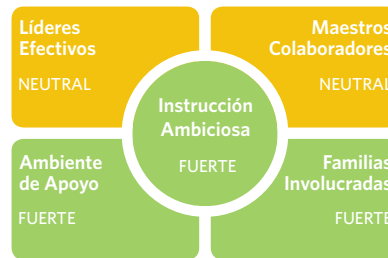 Líderes
Efectivos
NEUTRAL
Maestros
Colaboradores
NEUTRAL
Instrucción
Ambiciosa
FUERTE
Ambiente
de Apoyo
FUERTE
Familias
Involucradas
FUERTE